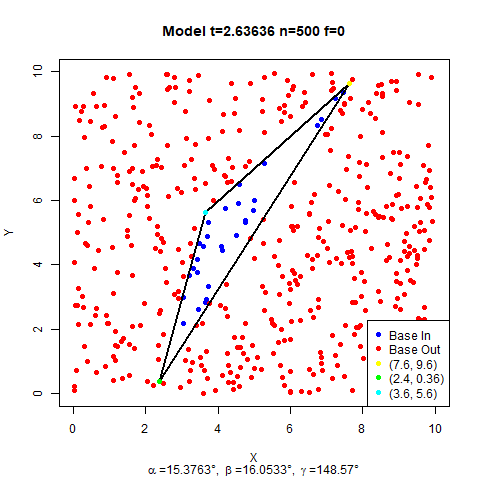 Model t=2.63636 n=500 f=0
10
8
6
4
2
0
Y
Base In
Base Out
(7.6, 9.6)
(2.4, 0.36)
(3.6, 5.6)
0 2 4 6 8 10
X
α=15.3763°, β=16.0533°, γ=148.57°